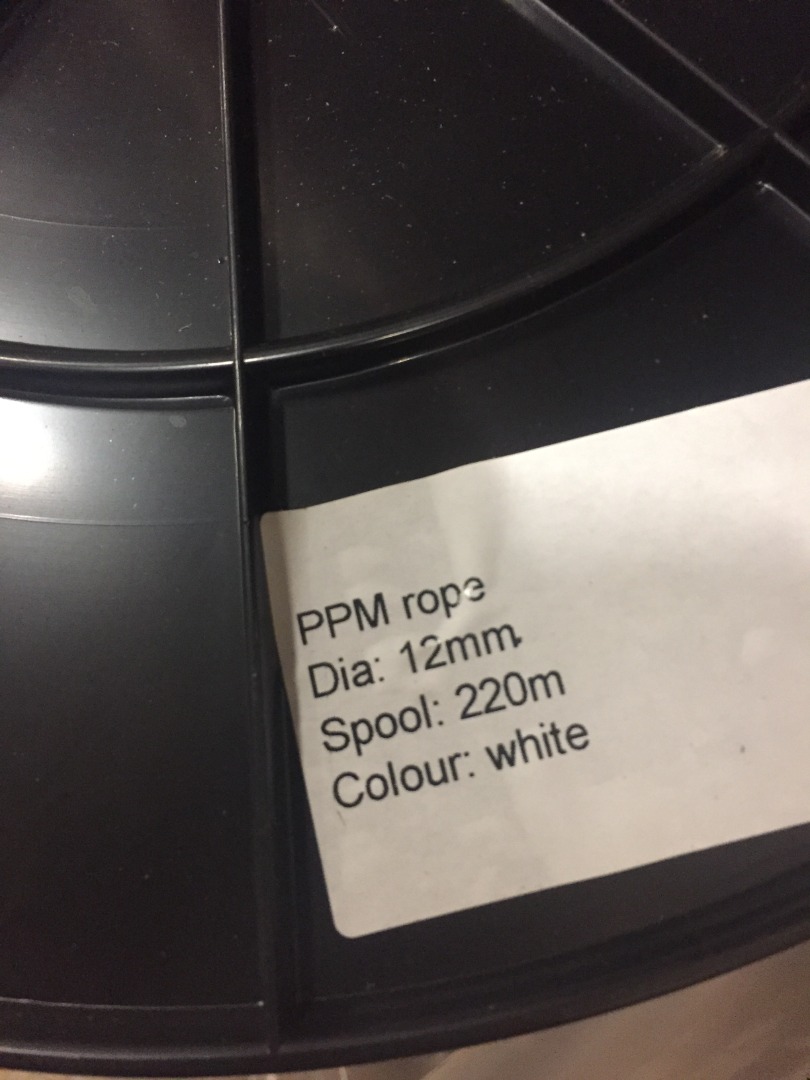 PPM rope
Dia: 12mm
Spool: 220m
Colour: white